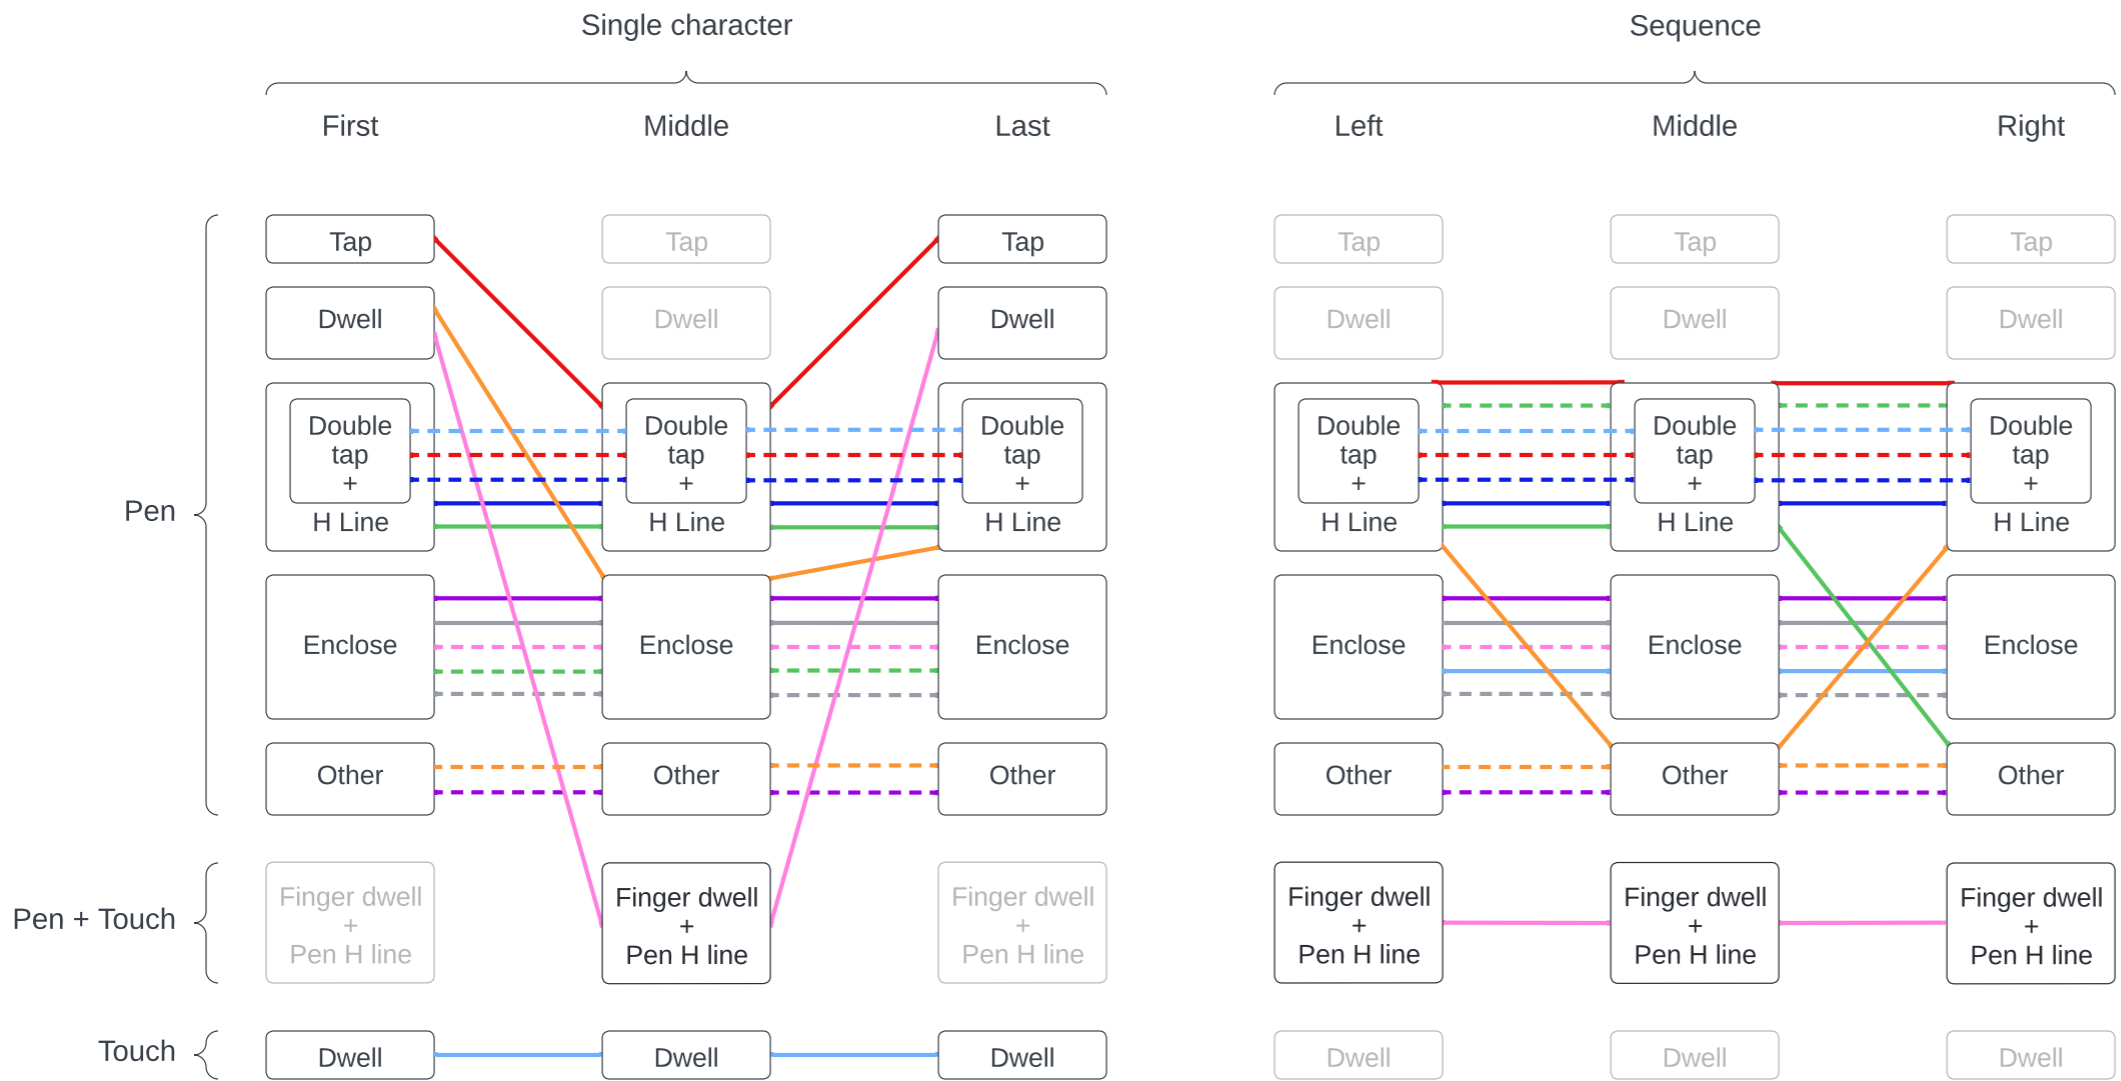 Single character
Sequence
First
Middle
Last
Left
Middle
Right
Pen
Tap
Tap
Tap
Tap
Tap
Tap
Dwell
Dwell
Dwell
Dwell
Dwell
Dwell
Double
tap
+
H Line
Double
tap
+
H Line
Double
tap
+
H Line
Double
tap
+
H Line
Double
tap
+
H Line
Double
tap
+
H Line
Enclose
Enclose
Enclose
Enclose
Enclose
Enclose
Other
Other
Other
Other
Other
Other
Pen + Touch
Finger dwell
+
Pen H line
Finger dwell
+
Pen H line
Finger dwell
+
Pen H line
Finger dwell
+
Pen H line
Finger dwell
+
Pen H line
Finger dwell
+
Pen H line
Touch
Dwell
Dwell
Dwell
Dwell
Dwell
Dwell